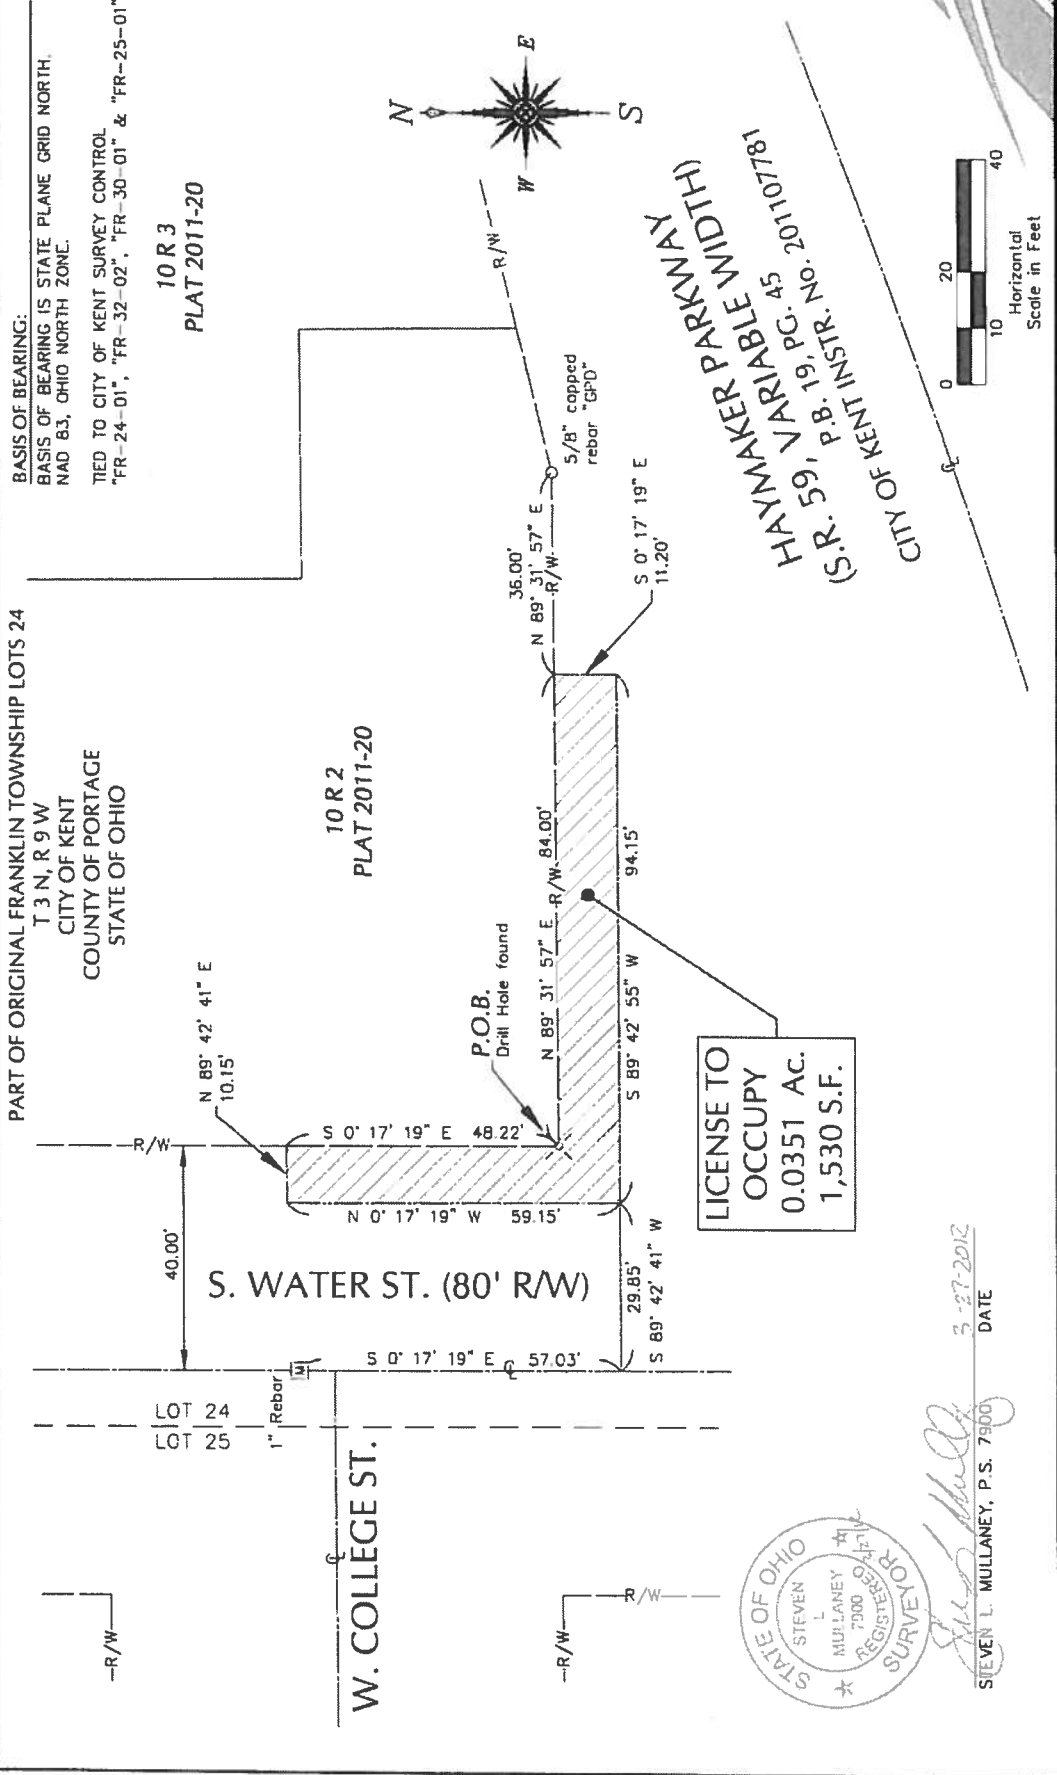 PART OF ORIGINAL FRANKLIN TOWNSHIP LOTS 24
T 3 N, R 9 W
CITY OF KENT
COUNTY OF PORTAGE
STATE OF OHIO
BASIS OF BEARING:
BASIS OF BEARING IS STATE PLANE GRID NORTH.
NAD 83, OHIO NORTH ZONE.
TIED TO CITY OF KENT SURVEY CONTROL
"FR-24-01", "FR-32-02", "FR-30-01" & "FR-25-01"
10 R 3
PLAT 2011-20
N
E
S
W
R/W
R/W
40.00'
N 89° 42' 41" E
10.15'
10 R 2
PLAT 2011-20
LOT 24
LOT 25
1" Rebar
M
S 0° 17' 19" E 48.22'
N 0° 17' 19" W 59.15'
S. WATER ST. (80' R/W)
S 0° 17' 19" E 57.03'
P.O.B.
Drill Hole found
N 89° 31' 57" E R/W 84.00'
36.00'
N 89° 31' 57" E
R/W
5/8" capped
rebar "GPD"
S 0° 17' 19" E
11.20'
S 89° 42' 55" W 94.15'
29.85'
S 89° 42' 41" W
W. COLLEGE ST.
R/W
R/W
R/W
LICENSE TO
OCCUPY
0.0351 Ac.
1,530 S.F.
HAYMAKER PARKWAY
(S.R. 59, VARIABLE WIDTH)
P.B. 19, PG. 45
CITY OF KENT INSTR. NO. 201107781
0 10 20 40
Horizontal
Scale in Feet
STATE OF OHIO
STEVEN
L
MULLANEY
7900
REGISTERED
SURVEYOR
3-27-2012
STEVEN L. MULLANEY, P.S. 7900 DATE